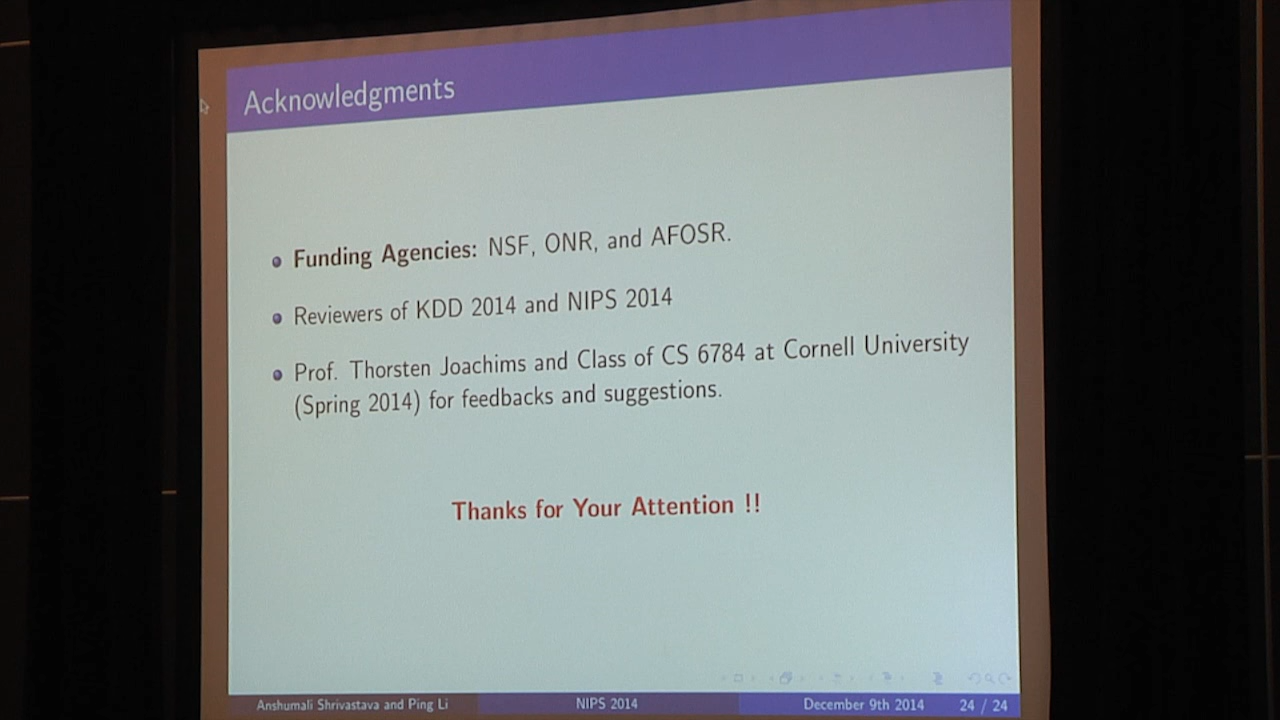 Acknowledgments
Funding Agencies: NSF, ONR, and AFOSR.
Reviewers of KDD 2014 and NIPS 2014
Prof. Thorsten Joachims and Class of CS 6784 at Cornell University
(Spring 2014) for feedbacks and suggestions.
Thanks for Your Attention !!
Anshumali Shrivastava and Ping Li NIPS 2014 December 9th 2014 24 / 24